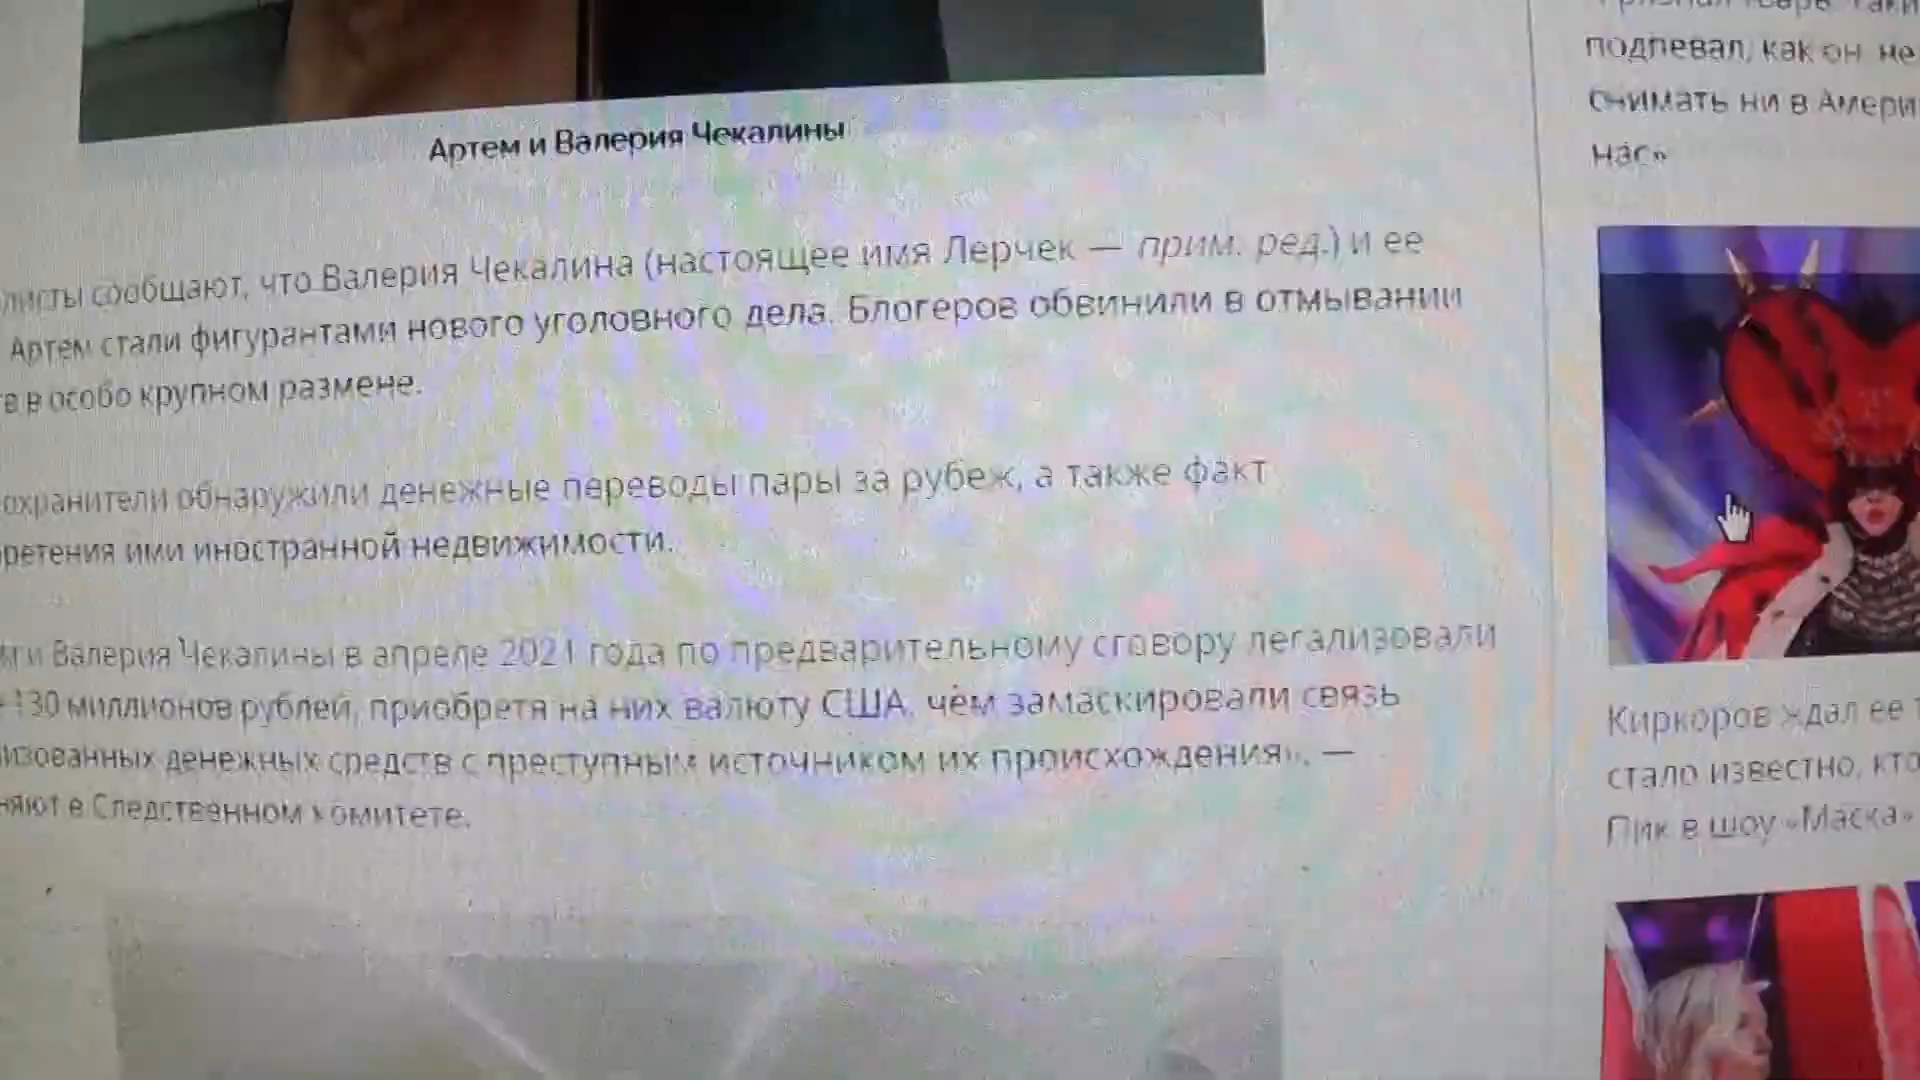 Артем и Валерия Чекалины
листы сообщают, что Валерия Чекалина (настоящее имя Лерчек — прим. ред.) и ее
Артем стали фигурантами нового уголовного дела. Блогеров обвинили в отмывании
в особо крупном размене.
охранители обнаружили денежные переводы пары за рубеж, а также факт
ретения ими иностранной недвижимости.
и Валерия Чекалины в апреле 2021 года по предварительному сговору легализовали
130 миллионов рублей, приобретя на них валюту США, чем замаскировали связь
изованных денежных средств с преступным источником их происхождения», —
няют в Следственном комитете.
подпевал, как он не
снимать ни в Амери
нас»
Киркоров ждал ее
стало известно, кто
Пик в шоу «Маска»